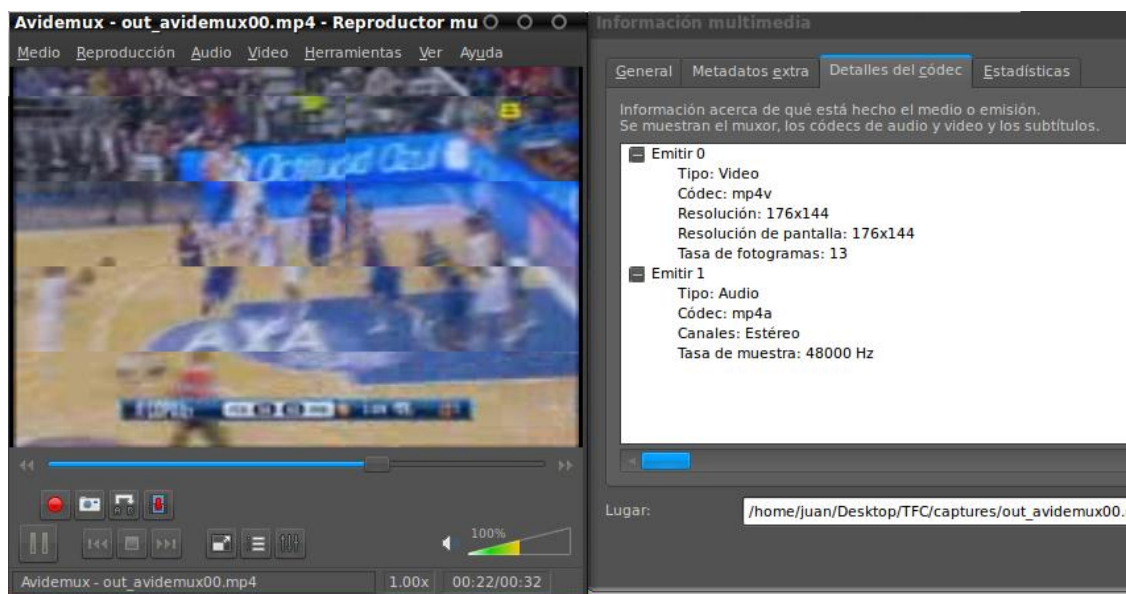 Avidemux - out_avidemux00.mp4 - Reproductor mu
Medio Reproducción Audio Video Herramientas Ver Ayuda
Actitud Azul
AXA
100%
Avidemux - out_avidemux00.mp4 1.00x 00:22/00:32
Información multimedia
General Metadatos extra Detalles del códec Estadísticas
Información acerca de qué está hecho el medio o emisión.
Se muestran el muxor, los códecs de audio y video y los subtítulos.
Emitir 0
Tipo: Video
Códec: mp4v
Resolución: 176x144
Resolución de pantalla: 176x144
Tasa de fotogramas: 13
Emitir 1
Tipo: Audio
Códec: mp4a
Canales: Estéreo
Tasa de muestra: 48000 Hz
Lugar: /home/juan/Desktop/TFC/captures/out_avidemux00.